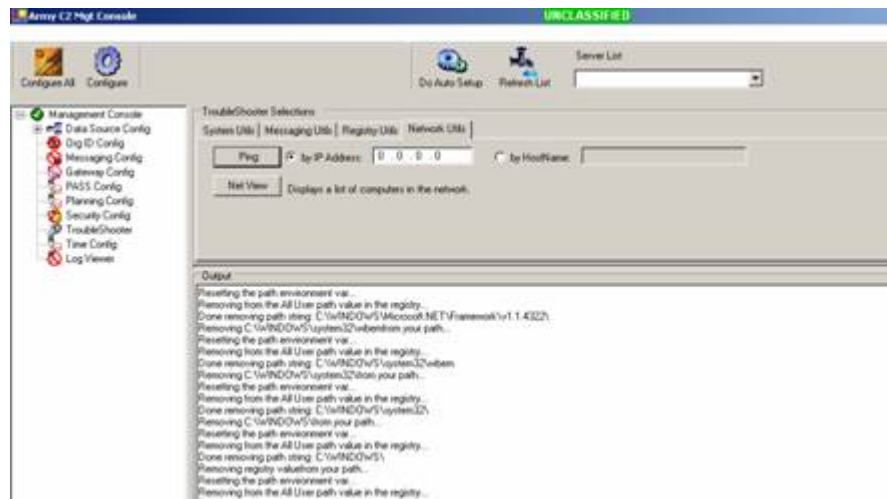 Army C2 Mgt Console
UNCLASSIFIED
Configure All
Configure
Do Auto Setup
Refresh List
Server List
Management Console
Data Source Config
Org ID Config
Messaging Config
Gateway Config
PASS Config
Planning Config
Security Config
TroubleShooter
Time Config
Log Viewer
TroubleShooter Selections
System Utils | Messaging Utils | Registry Utils | Network Utils
Ping by IP Address: 0 . 0 . 0 . 0 by HostName:
Net View Displays a list of computers in the network.
Output
Resetting the path environment var...
Removing from the All User path value in the registry...
Done removing path string: C:\WINDOWS\Microsoft.NET\Framework\v1.1.4322\
Removing C:\WINDOWS\system32\wbemfrom your path...
Resetting the path environment var...
Removing from the All User path value in the registry...
Done removing path string: C:\WINDOWS\system32\wbem
Removing C:\WINDOWS\system32\from your path...
Resetting the path environment var...
Removing from the All User path value in the registry...
Done removing path string: C:\WINDOWS\system32\
Removing C:\WINDOWS\from your path...
Resetting the path environment var...
Removing from the All User path value in the registry...
Done removing path string: C:\WINDOWS\
Removing registry valuefrom your path...
Resetting the path environment var...
Removing from the All User path value in the registry...